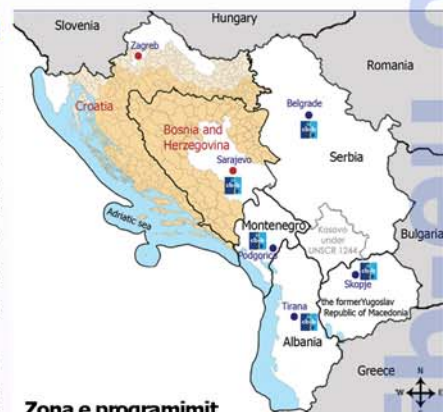 Slovenia
Hungary
Romania
Zagreb
Croatia
Belgrade
Bosnia and
Herzegovina
Sarajevo
Serbia
Adriatic sea
Montenegro
Kosovo
under
UNSCR 1244
Bulgaria
Podgorica
Skopje
Tirana
the formerYugoslav
Republic of Macedonia
Albania
Greece
N
W
E
Zona e programimit